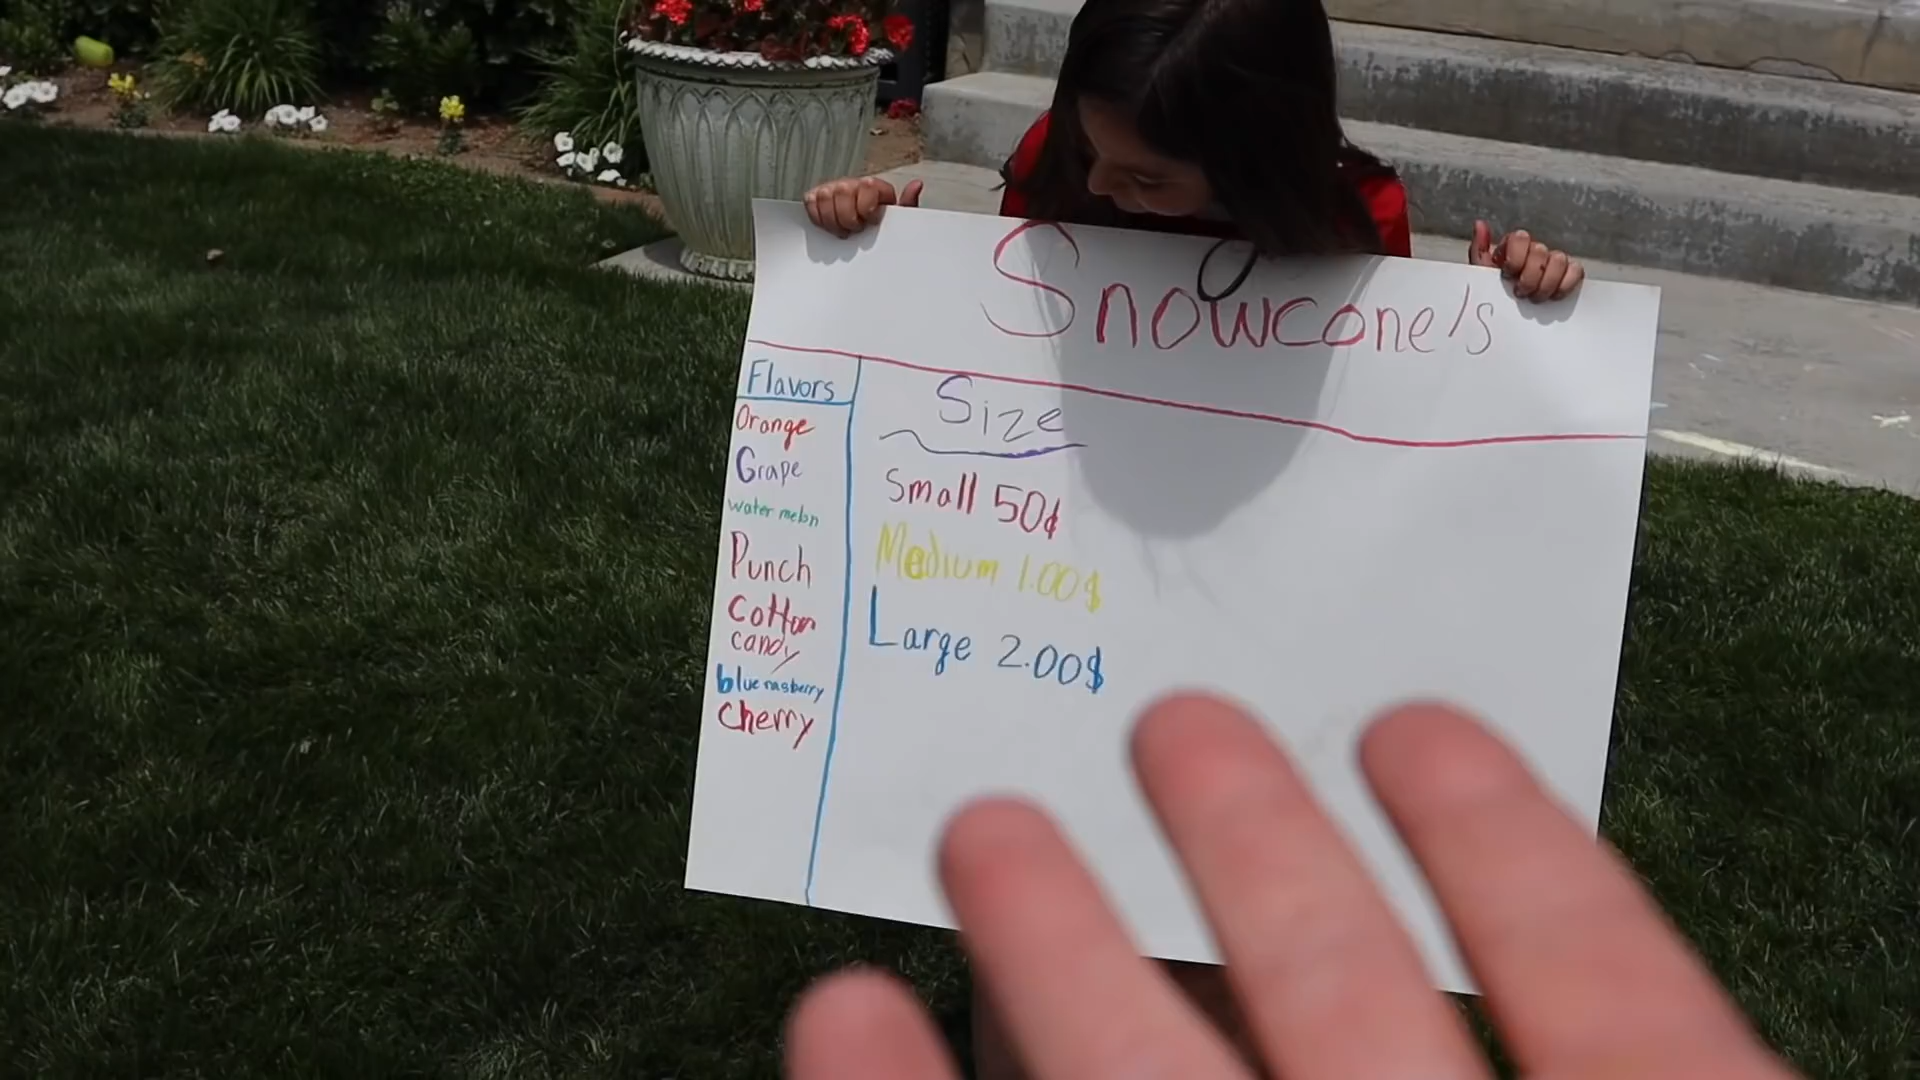 Snowcone's
Flavors
Orange
Grape
water melon
Punch
Cotton
candy
blue rasberry
Cherry
Size
Small 50¢
Medium 1.00$
Large 2.00$